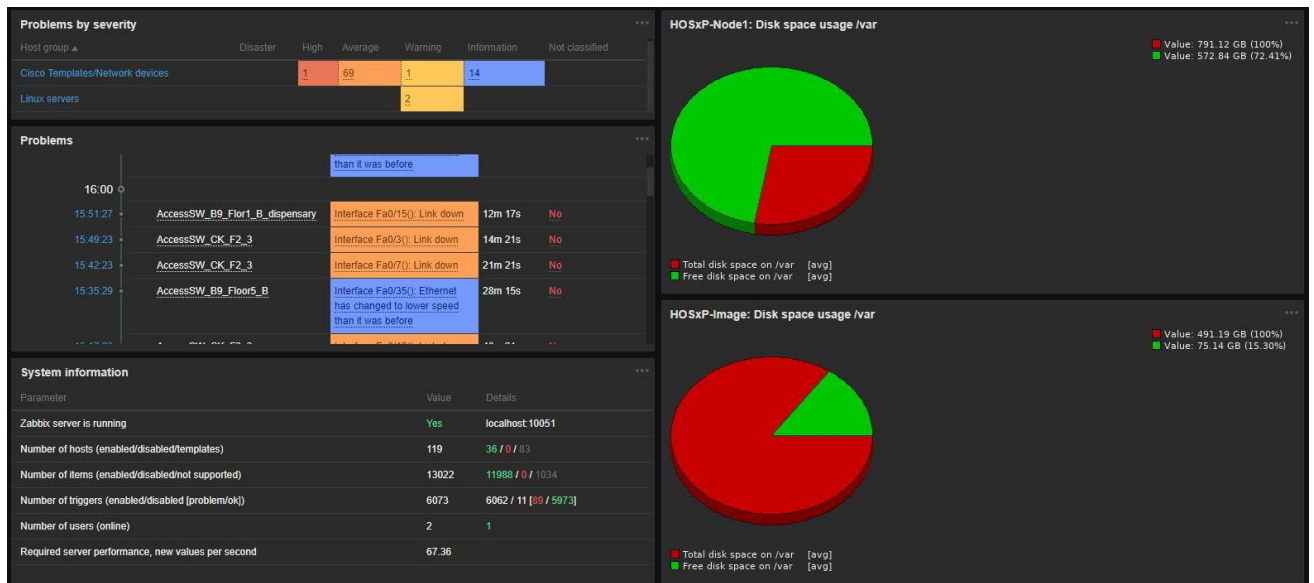 Problems by severity
Host group ▲ Disaster High Average Warning Information Not classified
Cisco Templates/Network devices 1 69 1 14
Linux servers 2
Problems
than it was before
16:00
15:51:27 AccessSW_B9_Flor1_B_dispensary Interface Fa0/15(): Link down 12m 17s No
15:49:23 AccessSW_CK_F2_3 Interface Fa0/3(): Link down 14m 21s No
15:42:23 AccessSW_CK_F2_3 Interface Fa0/7(): Link down 21m 21s No
15:35:29 AccessSW_B9_Floor5_B Interface Fa0/35(): Ethernet 28m 15s No
has changed to lower speed
than it was before
System information
Parameter Value Details
Zabbix server is running Yes localhost:10051
Number of hosts (enabled/disabled/templates) 119 36 / 0 / 83
Number of items (enabled/disabled/not supported) 13022 11988 / 0 / 1034
Number of triggers (enabled/disabled [problem/ok]) 6073 6062 / 11 [89 / 5973]
Number of users (online) 2 1
Required server performance, new values per second 67.36
HOSxP-Node1: Disk space usage /var
Value: 791.12 GB (100%)
Value: 572.84 GB (72.41%)
Total disk space on /var [avg]
Free disk space on /var [avg]
HOSxP-Image: Disk space usage /var
Value: 491.19 GB (100%)
Value: 75.14 GB (15.30%)
Total disk space on /var [avg]
Free disk space on /var [avg]